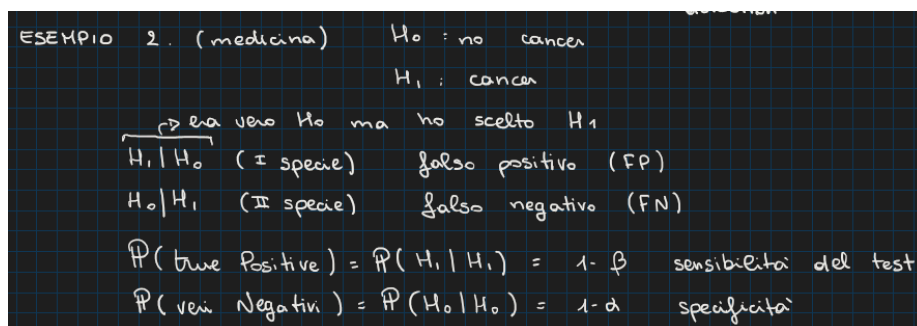 ESEMPIO 2. (medicina) H₀ : no cancer
H₁ : cancer
↳ era vero H₀ ma ho scelto H₁
H₁|H₀ (I specie) falso positivo (FP)
H₀|H₁ (II specie) falso negativo (FN)
ℙ(true Positive) = ℙ(H₁|H₁) = 1-β sensibilità del test
ℙ(veri Negativi) = ℙ(H₀|H₀) = 1-α specificità